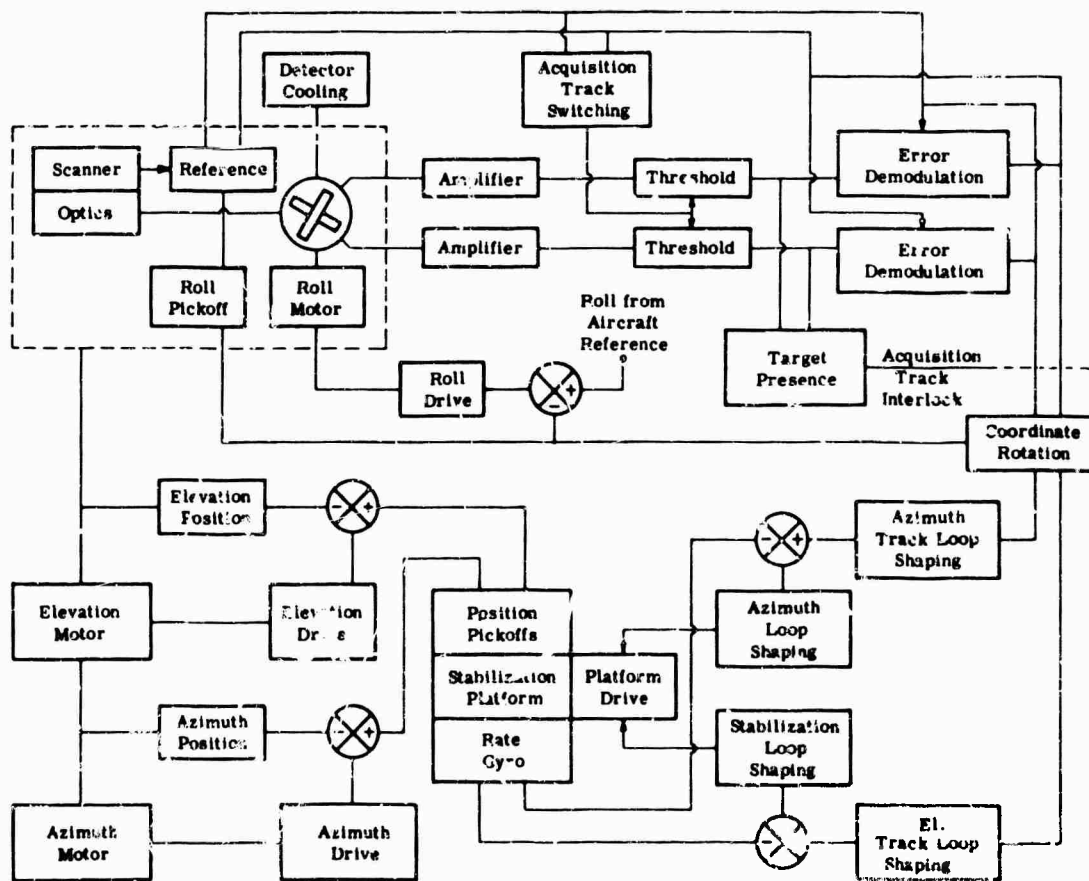 Detector
Cooling
Acquisition
Track
Switching
Scanner
Reference
Optics
Amplifier
Threshold
Error
Demodulation
Amplifier
Threshold
Error
Demodulation
Roll
Pickoff
Roll
Motor
Roll from
Aircraft
Reference
Roll
Drive
Target
Presence
Acquisition
Track
Interlock
Coordinate
Rotation
Elevation
Position
- +
- +
- +
Azimuth
Track Loop
Shaping
Elevation
Motor
Elevation
Position
Pickoffs
Azimuth
Loop
Shaping
Stabilization
Platform
Platform
Drive
Azimuth
Position
- +
Rate
Gyro
Stabilization
Loop
Shaping
Azimuth
Motor
Azimuth
Drive
-
El.
Track Loop
Shaping